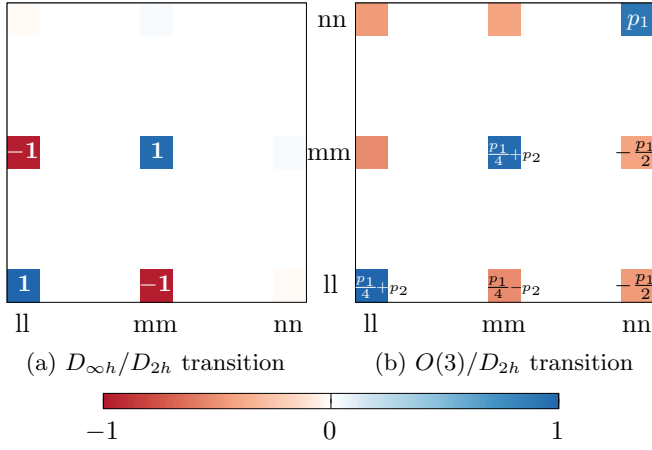 nn
p₁
−1
1
mm
p₁/4+p₂
−p₁/2
1
−1
ll
p₁/4+p₂
p₁/4−p₂
−p₁/2
ll mm nn
ll mm nn
(a) D∞h/D2h transition
(b) O(3)/D2h transition
−1 0 1